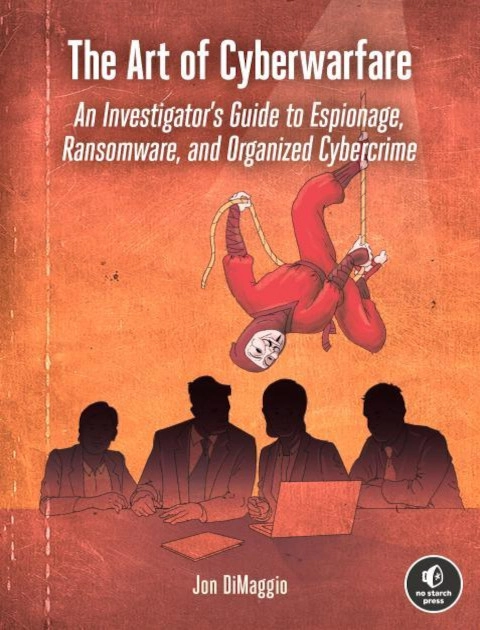 The Art of Cyberwarfare
An Investigator's Guide to Espionage,
Ransomware, and Organized Cybercrime
Jon DiMaggio
no starch
press